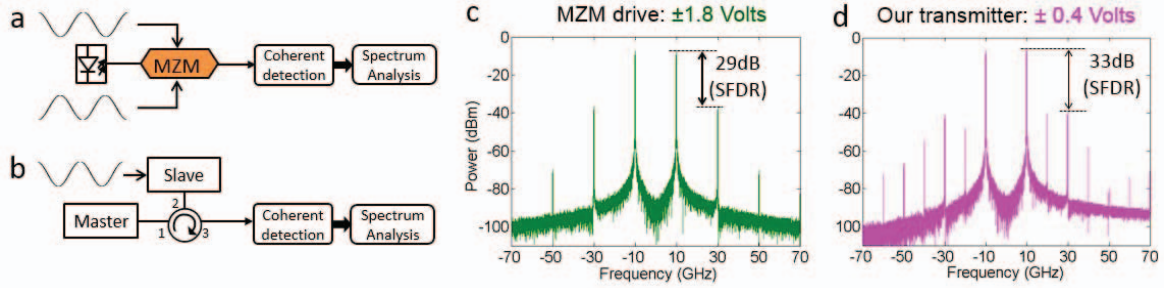 a
MZM
Coherent
detection
Spectrum
Analysis
b
Slave
Master
1
2
3
Coherent
detection
Spectrum
Analysis
c
MZM drive: ±1.8 Volts
0
-20
-40
-60
-80
-100
Power (dBm)
29dB
(SFDR)
-70 -50 -30 -10 10 30 50 70
Frequency (GHz)
d
Our transmitter: ± 0.4 Volts
0
-20
-40
-60
-80
-100
33dB
(SFDR)
-70 -50 -30 -10 10 30 50 70
Frequency (GHz)